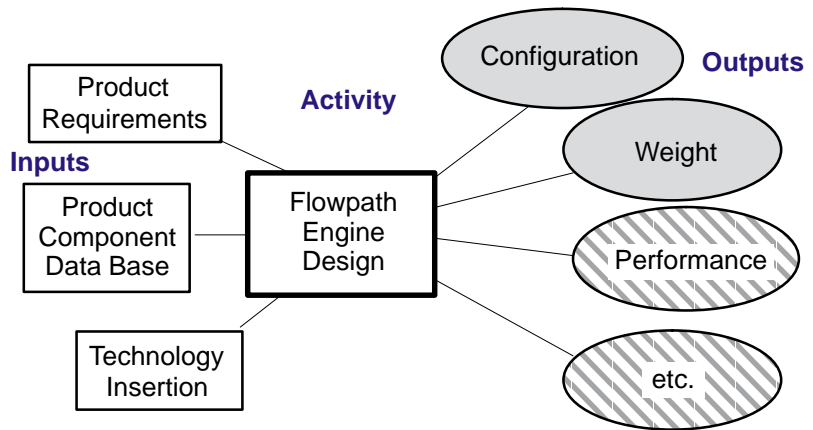 Configuration
Outputs
Product
Requirements
Activity
Inputs
Weight
Product
Component
Data Base
Flowpath
Engine
Design
Performance
Technology
Insertion
etc.